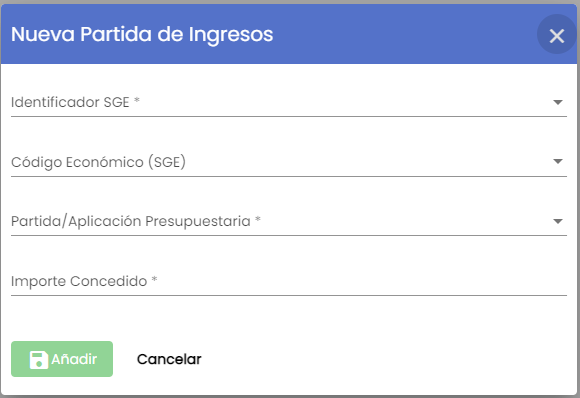 Nueva Partida de Ingresos
Identificador SGE *
Código Económico (SGE)
Partida/Aplicación Presupuestaria *
Importe Concedido *
Añadir Cancelar